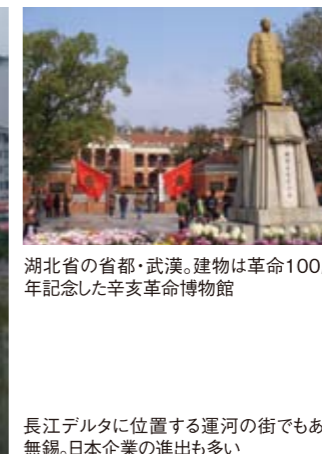 湖北省の省都・武漢。建物は革命100
年記念した辛亥革命博物館
長江デルタに位置する運河の街でもあ
無錫。日本企業の進出も多い